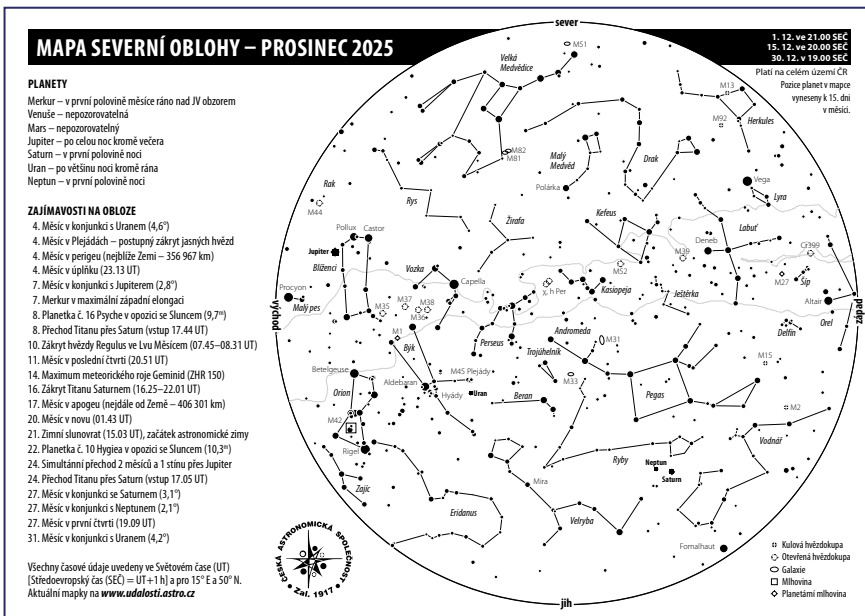 MAPA SEVERNÍ OBLOHY – PROSINEC 2025
1. 12. ve 21.00 SEČ
15. 12. ve 20.00 SEČ
30. 12. v 19.00 SEČ
Platí na celém území ČR
Pozice planet v mapce
vyneseny k 15. dni
v měsíci.
PLANETY
Merkur – v první polovině měsíce ráno nad JV obzorem
Venuše – nepozorovatelná
Mars – nepozorovatelný
Jupiter – po celou noc kromě večera
Saturn – v první polovině noci
Uran – po většinu noci kromě rána
Neptun – v první polovině noci
ZAJÍMAVOSTI NA OBLOZE
4. Měsíc v konjunkci s Uranem (4,6°)
4. Měsíc v Plejádách – postupný zákryt jasných hvězd
4. Měsíc v perigeu (nejblíže Zemi – 356 967 km)
4. Měsíc v úplňku (23.13 UT)
7. Měsíc v konjunkci s Jupiterem (2,8°)
7. Merkur v maximální západní elongaci
8. Planetka č. 16 Psyche v opozici se Sluncem (9,7ᵐ)
8. Přechod Titanu přes Saturn (vstup 17.44 UT)
10. Zákryt hvězdy Regulus ve Lvu Měsícem (07.45–08.31 UT)
11. Měsíc v poslední čtvrti (20.51 UT)
14. Maximum meteorického roje Geminid (ZHR 150)
16. Zákryt Titanu Saturnem (16.25–22.01 UT)
17. Měsíc v apogeu (nejdále od Země – 406 301 km)
20. Měsíc v novu (01.43 UT)
21. Zimní slunovrat (15.03 UT), začátek astronomické zimy
22. Planetka č. 10 Hygiea v opozici se Sluncem (10,3ᵐ)
24. Simultánní přechod 2 měsíců a 1 stínu přes Jupiter
24. Přechod Titanu přes Saturn (vstup 17.05 UT)
27. Měsíc v konjunkci se Saturnem (3,1°)
27. Měsíc v konjunkci s Neptunem (2,1°)
27. Měsíc v první čtvrti (19.09 UT)
31. Měsíc v konjunkci s Uranem (4,2°)
Všechny časové údaje uvedeny ve Světovém čase (UT)
[Středoevropský čas (SEČ) = UT+1 h] a pro 15° E a 50° N.
Aktuální mapky na www.udalosti.astro.cz
ČESKÁ ASTRONOMICKÁ SPOLEČNOST
Zal. 1917
sever
M51
Velká
Medvědice
M13
M92
Herkules
M82
M81
Malý
Medvěd
Drak
Rak
Polárka
Vega
Lyra
M44
Rys
Žirafa
Kefeus
Labuť
Pollux
Castor
Deneb
Jupiter
M39
Cr399
Blíženci
Vozka
M52
Capella
M27
Šíp
Procyon
χ, h Per
Kasiopeja
Ještěrka
východ
Malý pes
M37
M35
M38
M36
Altair
západ
Orel
M1
Býk
Perseus
Andromeda
M31
Delfín
Trojúhelník
Betelgeuse
M45 Plejády
M15
Aldebaran
M33
Orion
Uran
Hyády
Beran
Pegas
M2
M42
Vodnář
Rigel
Ryby
Neptun
Saturn
Zajíc
Mira
Eridanus
Velryba
Fomalhaut
jih
Kulová hvězdokupa
Otevřená hvězdokupa
Galaxie
Mlhovina
Planetární mlhovina